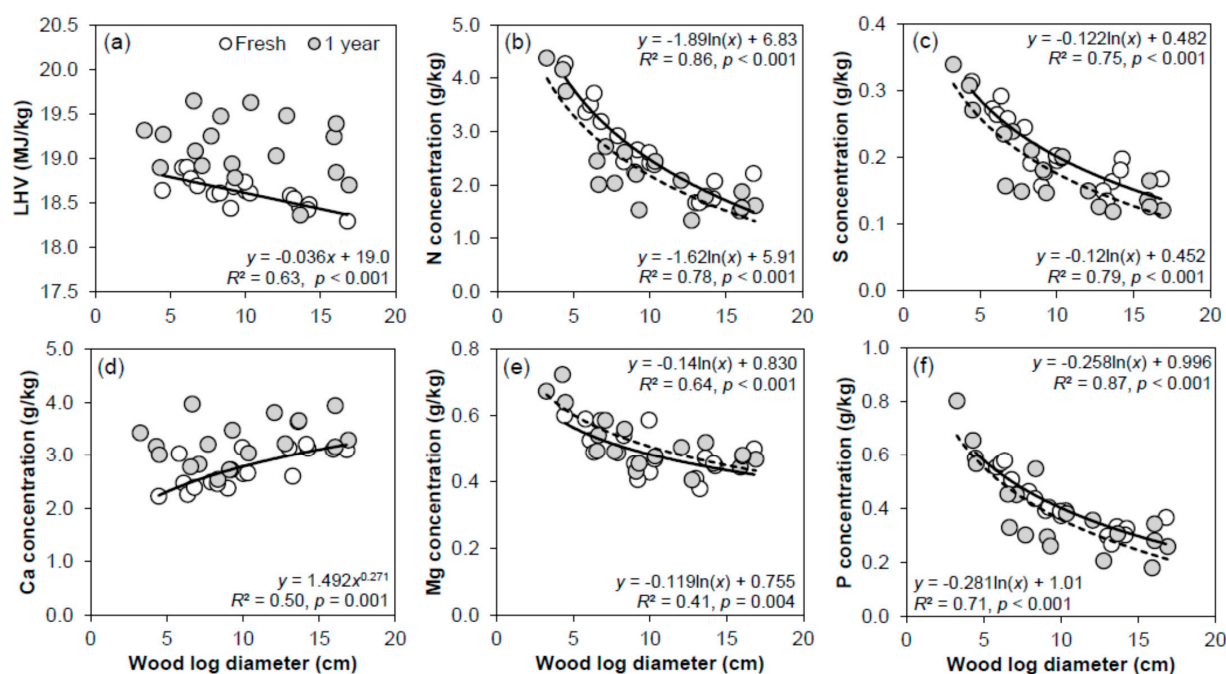 (a)
Fresh
1 year
LHV (MJ/kg)
20.5
20.0
19.5
19.0
18.5
18.0
17.5
y = -0.036x + 19.0
R² = 0.63, p < 0.001
0 5 10 15 20
(b)
N concentration (g/kg)
5.0
4.0
3.0
2.0
1.0
0.0
y = -1.89ln(x) + 6.83
R² = 0.86, p < 0.001
y = -1.62ln(x) + 5.91
R² = 0.78, p < 0.001
0 5 10 15 20
(c)
S concentration (g/kg)
0.4
0.3
0.2
0.1
0.0
y = -0.122ln(x) + 0.482
R² = 0.75, p < 0.001
y = -0.12ln(x) + 0.452
R² = 0.79, p < 0.001
0 5 10 15 20
(d)
Ca concentration (g/kg)
5.0
4.0
3.0
2.0
1.0
0.0
y = 1.492x^0.271
R² = 0.50, p = 0.001
0 5 10 15 20
Wood log diameter (cm)
(e)
Mg concentration (g/kg)
0.8
0.6
0.4
0.2
0.0
y = -0.14ln(x) + 0.830
R² = 0.64, p < 0.001
y = -0.119ln(x) + 0.755
R² = 0.41, p = 0.004
0 5 10 15 20
Wood log diameter (cm)
(f)
P concentration (g/kg)
1.0
0.8
0.6
0.4
0.2
0.0
y = -0.258ln(x) + 0.996
R² = 0.87, p < 0.001
y = -0.281ln(x) + 1.01
R² = 0.71, p < 0.001
0 5 10 15 20
Wood log diameter (cm)